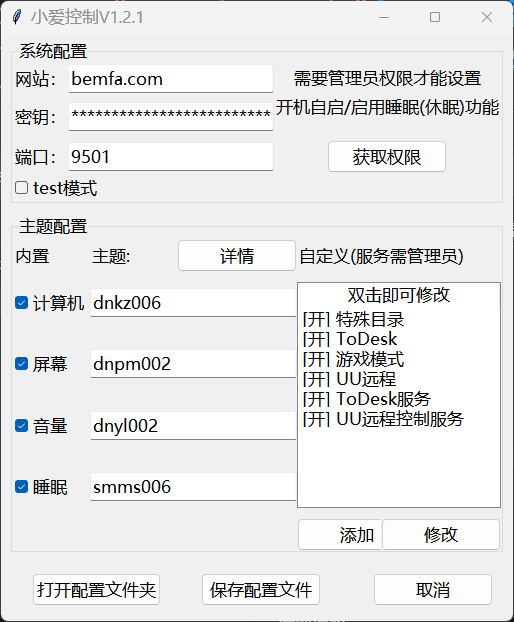 小爱控制V1.2.1
系统配置
网站： bemfa.com 需要管理员权限才能设置
密钥： ************************* 开机自启/启用睡眠(休眠)功能
端口： 9501 获取权限
test模式
主题配置
内置 主题: 详情 自定义(服务需管理员)
双击即可修改
计算机 dnkz006
[开] 特殊目录
[开] ToDesk
[开] 游戏模式
屏幕 dnpm002
[开] UU远程
[开] ToDesk服务
[开] UU远程控制服务
音量 dnyl002
睡眠 smms006
添加 修改
打开配置文件夹 保存配置文件 取消